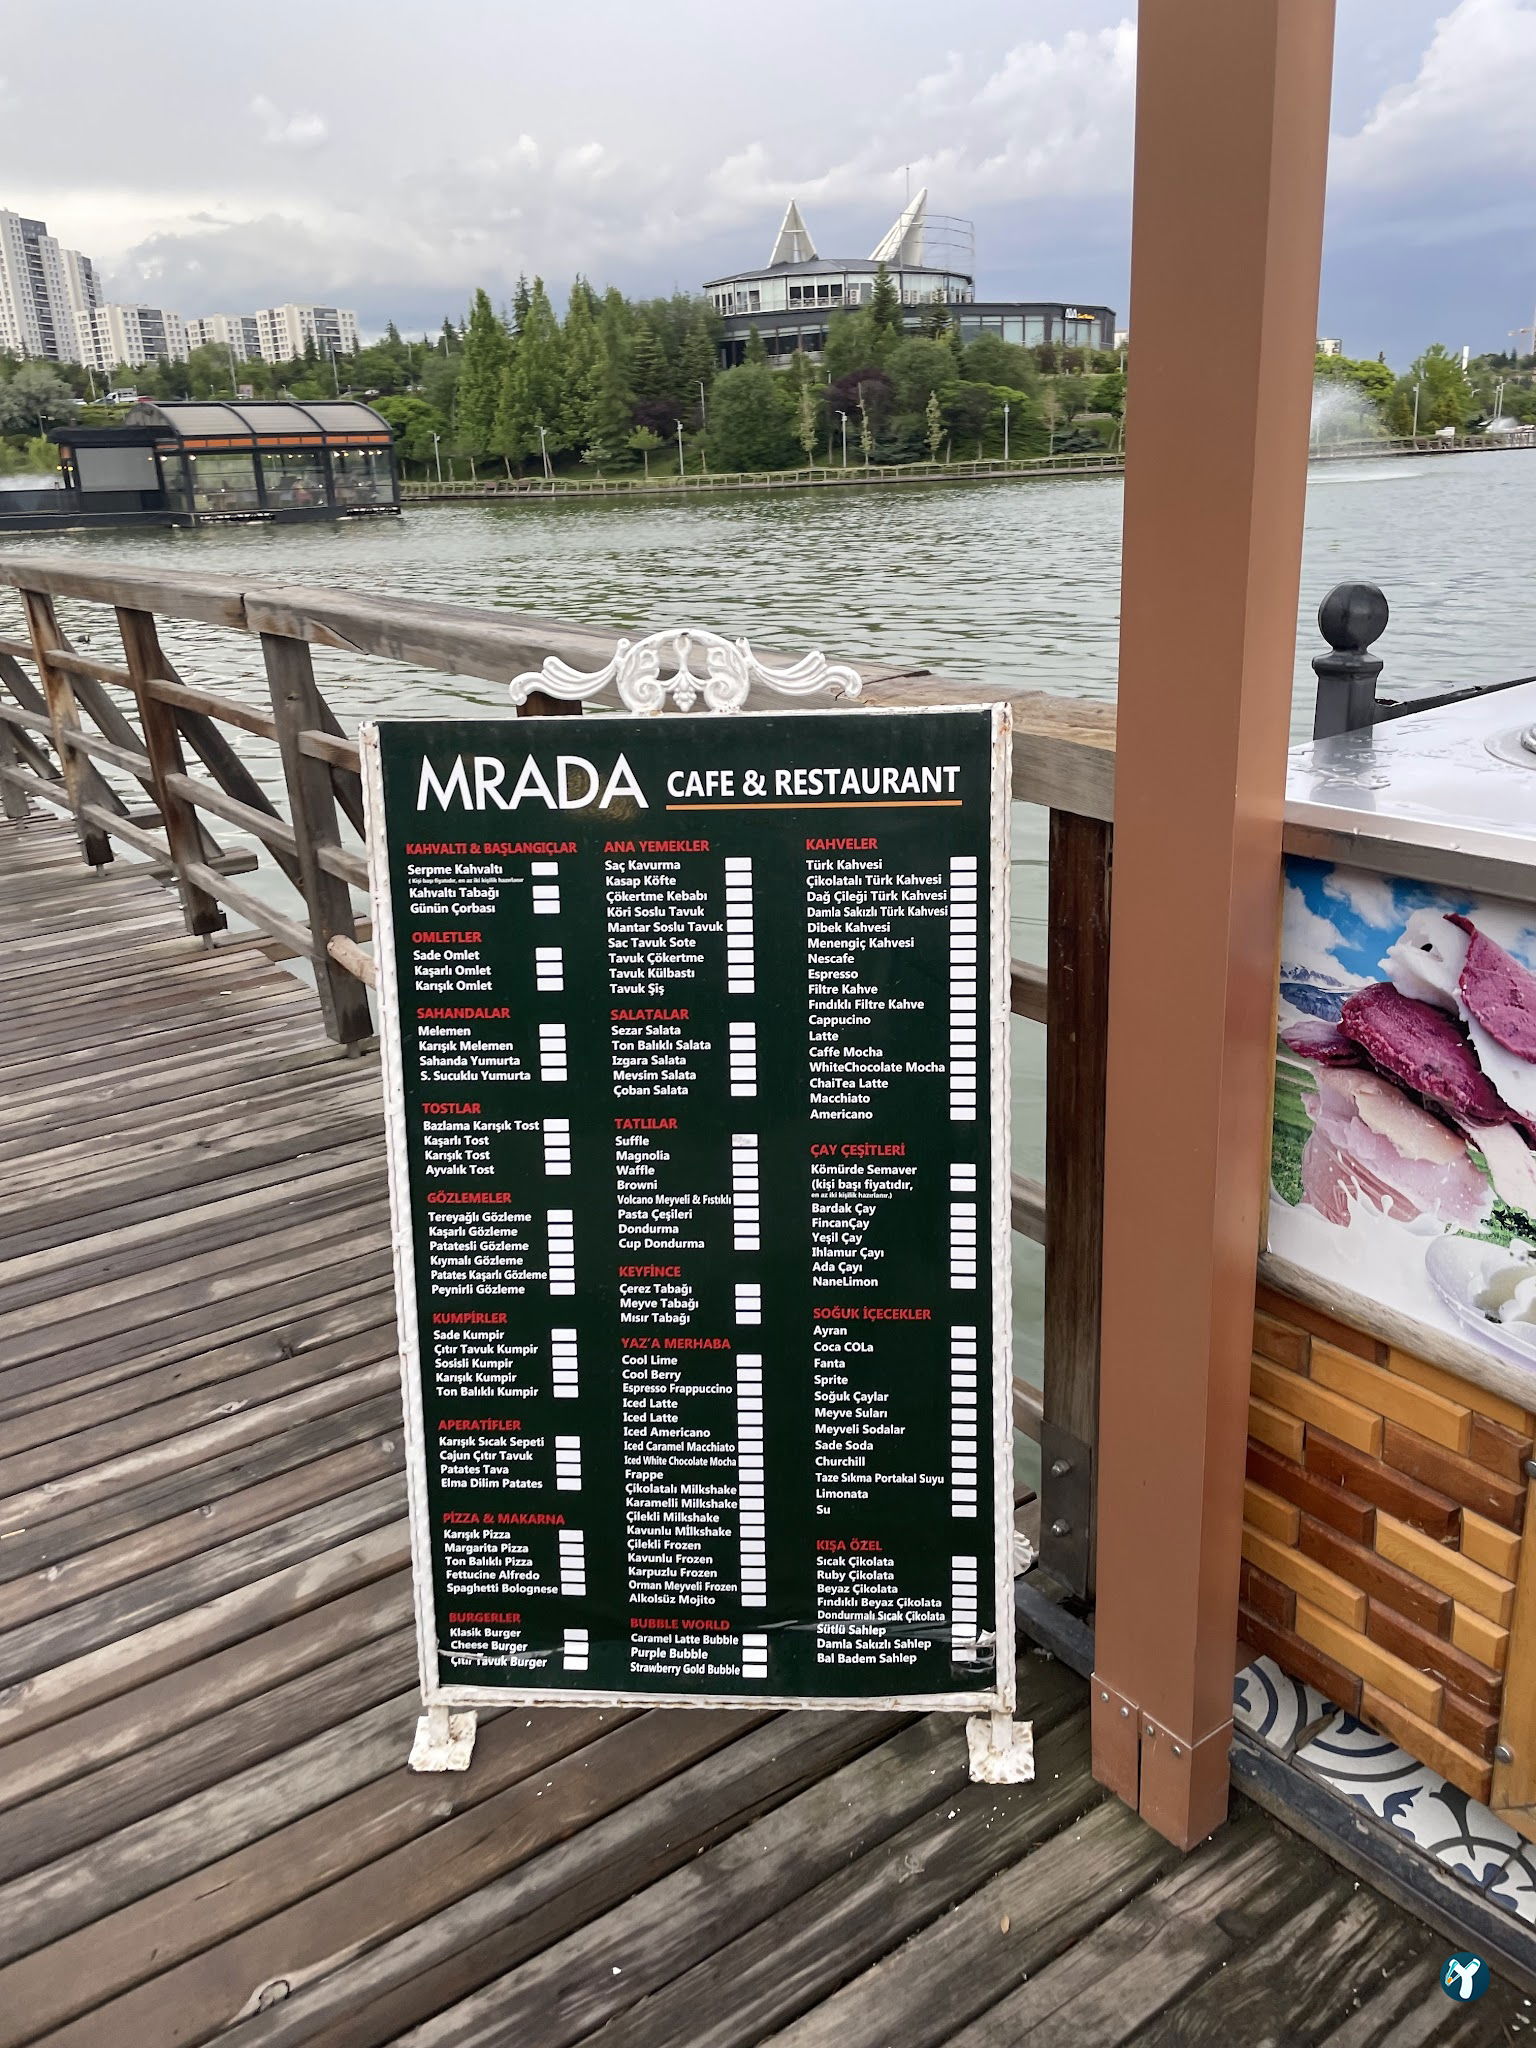 MRADA CAFE & RESTAURANT
KAHVALTI & BAŞLANGIÇLAR
Serpme Kahvaltı
( Kişi başı fiyatıdır, en az iki kişilik hazırlanır
Kahvaltı Tabağı
Günün Çorbası
OMLETLER
Sade Omlet
Kaşarlı Omlet
Karışık Omlet
SAHANDALAR
Melemen
Karışık Melemen
Sahanda Yumurta
S. Sucuklu Yumurta
TOSTLAR
Bazlama Karışık Tost
Kaşarlı Tost
Karışık Tost
Ayvalık Tost
GÖZLEMELER
Tereyağlı Gözleme
Kaşarlı Gözleme
Patatesli Gözleme
Kıymalı Gözleme
Patates Kaşarlı Gözleme
Peynirli Gözleme
KUMPİRLER
Sade Kumpir
Çıtır Tavuk Kumpir
Sosisli Kumpir
Karışık Kumpir
Ton Balıklı Kumpir
APERATİFLER
Karışık Sıcak Sepeti
Cajun Çıtır Tavuk
Patates Tava
Elma Dilim Patates
PİZZA & MAKARNA
Karışık Pizza
Margarita Pizza
Ton Balıklı Pizza
Fettucine Alfredo
Spaghetti Bolognese
BURGERLER
Klasik Burger
Cheese Burger
Çıtır Tavuk Burger
ANA YEMEKLER
Saç Kavurma
Kasap Köfte
Çökertme Kebabı
Köri Soslu Tavuk
Mantar Soslu Tavuk
Sac Tavuk Sote
Tavuk Çökertme
Tavuk Külbastı
Tavuk Şiş
SALATALAR
Sezar Salata
Ton Balıklı Salata
Izgara Salata
Mevsim Salata
Çoban Salata
TATLILAR
Suffle
Magnolia
Waffle
Browni
Volcano Meyveli & Fıstıklı
Pasta Çeşileri
Dondurma
Cup Dondurma
KEYFİNCE
Çerez Tabağı
Meyve Tabağı
Mısır Tabağı
YAZ'A MERHABA
Cool Lime
Cool Berry
Espresso Frappuccino
Iced Latte
Iced Latte
Iced Americano
Iced Caramel Macchiato
Iced White Chocolate Mocha
Frappe
Çikolatalı Milkshake
Karamelli Milkshake
Çilekli Milkshake
Kavunlu Milkshake
Çilekli Frozen
Kavunlu Frozen
Karpuzlu Frozen
Orman Meyveli Frozen
Alkolsüz Mojito
BUBBLE WORLD
Caramel Latte Bubble
Purple Bubble
Strawberry Gold Bubble
KAHVELER
Türk Kahvesi
Çikolatalı Türk Kahvesi
Dağ Çileği Türk Kahvesi
Damla Sakızlı Türk Kahvesi
Dibek Kahvesi
Menengiç Kahvesi
Nescafe
Espresso
Filtre Kahve
Fındıklı Filtre Kahve
Cappucino
Latte
Caffe Mocha
WhiteChocolate Mocha
ChaiTea Latte
Macchiato
Americano
ÇAY ÇEŞİTLERİ
Kömürde Semaver
(kişi başı fiyatıdır,
en az iki kişilik hazırlanır.)
Bardak Çay
FincanÇay
Yeşil Çay
Ihlamur Çayı
Ada Çayı
NaneLimon
SOĞUK İÇECEKLER
Ayran
Coca COLa
Fanta
Sprite
Soğuk Çaylar
Meyve Suları
Meyveli Sodalar
Sade Soda
Churchill
Taze Sıkma Portakal Suyu
Limonata
Su
KIŞA ÖZEL
Sıcak Çikolata
Ruby Çikolata
Beyaz Çikolata
Fındıklı Beyaz Çikolata
Dondurmalı Sıcak Çikolata
Sütlü Sahlep
Damla Sakızlı Sahlep
Bal Badem Sahlep